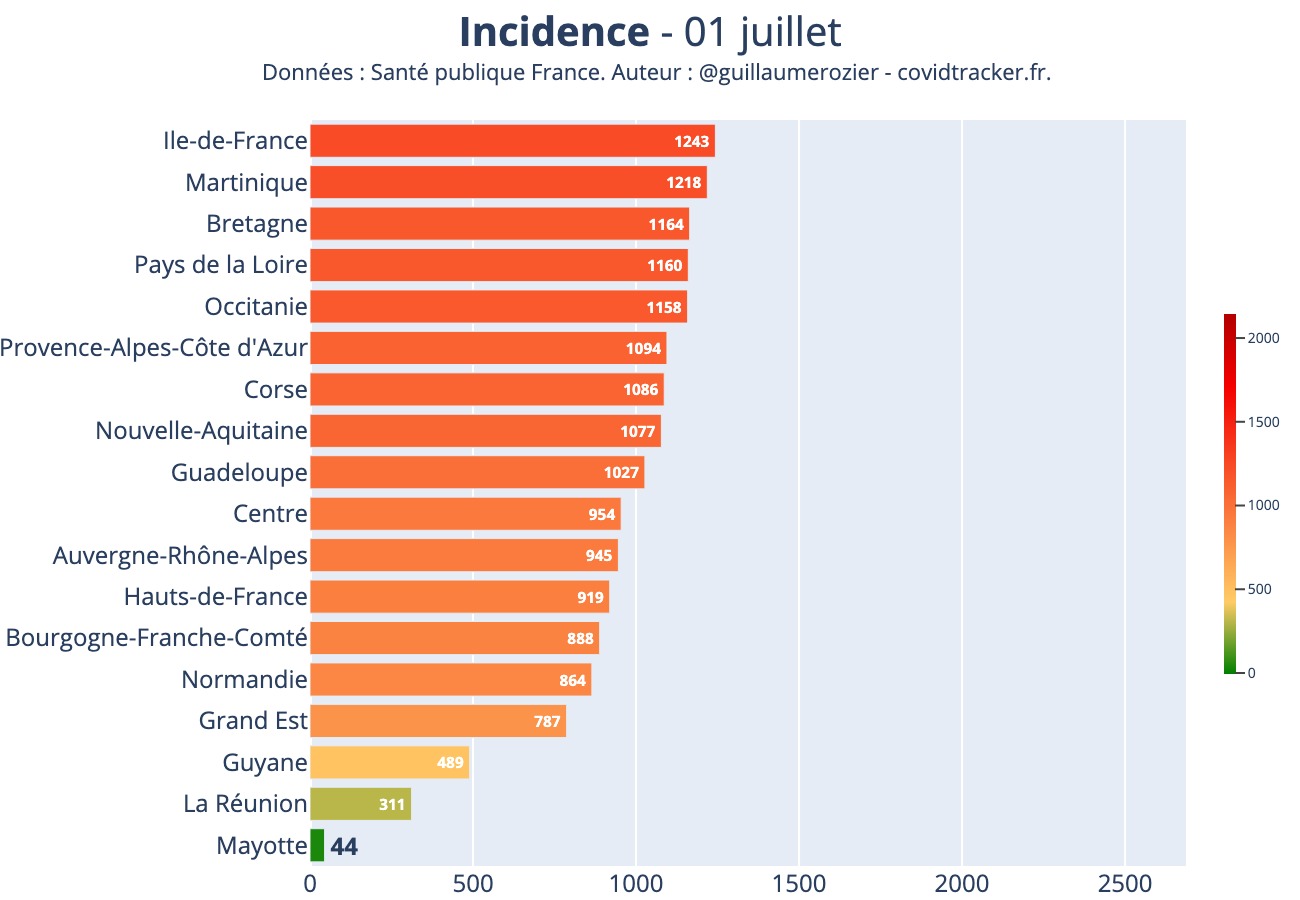 Incidence - 01 juillet
Données : Santé publique France. Auteur : @guillaumerozier - covidtracker.fr.
Ile-de-France 1243
Martinique 1218
Bretagne 1164
Pays de la Loire 1160
Occitanie 1158
Provence-Alpes-Côte d'Azur 1094
Corse 1086
Nouvelle-Aquitaine 1077
Guadeloupe 1027
Centre 954
Auvergne-Rhône-Alpes 945
Hauts-de-France 919
Bourgogne-Franche-Comté 888
Normandie 864
Grand Est 787
Guyane 489
La Réunion 311
Mayotte 44
0 500 1000 1500 2000 2500
2000
1500
1000
500
0